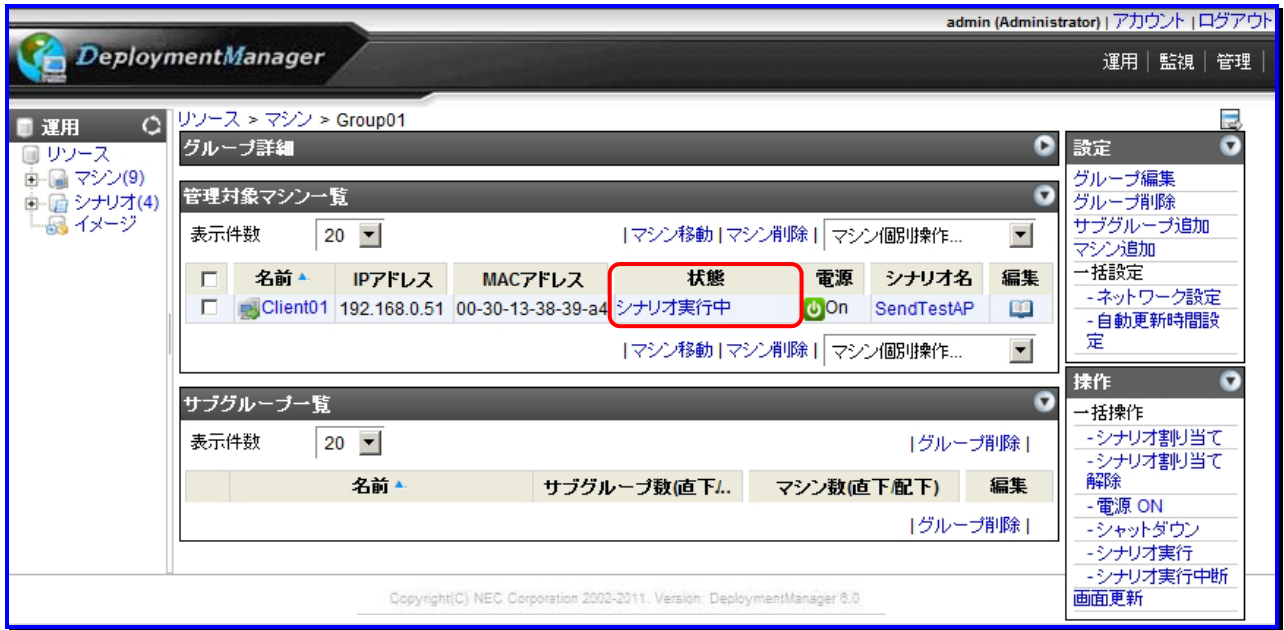 admin (Administrator) | アカウント | ログアウト
DeploymentManager
運用 | 監視 | 管理 |
運用
リソース
マシン(9)
シナリオ(4)
イメージ
リソース > マシン > Group01
グループ詳細
管理対象マシン一覧
表示件数 20 | マシン移動 | マシン削除 | マシン個別操作...
名前 IPアドレス MACアドレス 状態 電源 シナリオ名 編集
Client01 192.168.0.51 00-30-13-38-39-a4 シナリオ実行中 On SendTestAP
| マシン移動 | マシン削除 | マシン個別操作...
サブグループ一覧
表示件数 20 | グループ削除 |
名前 サブグループ数(直下/.. マシン数(直下/配下) 編集
| グループ削除 |
設定
グループ編集
グループ削除
サブグループ追加
マシン追加
一括設定
- ネットワーク設定
- 自動更新時間設
定
操作
一括操作
- シナリオ割り当て
- シナリオ割り当て
解除
- 電源 ON
- シャットダウン
- シナリオ実行
- シナリオ実行中断
画面更新
Copyright(C) NEC Corporation 2002-2011. Version: DeploymentManager 6.0